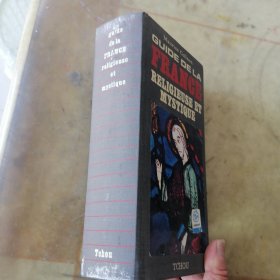 Guide
de la
FRANCE
religieuse
et
mystique
Tchou
GUIDE DE LA
FRANCE
RELIGIEUSE ET
MYSTIQUE
TCHOU